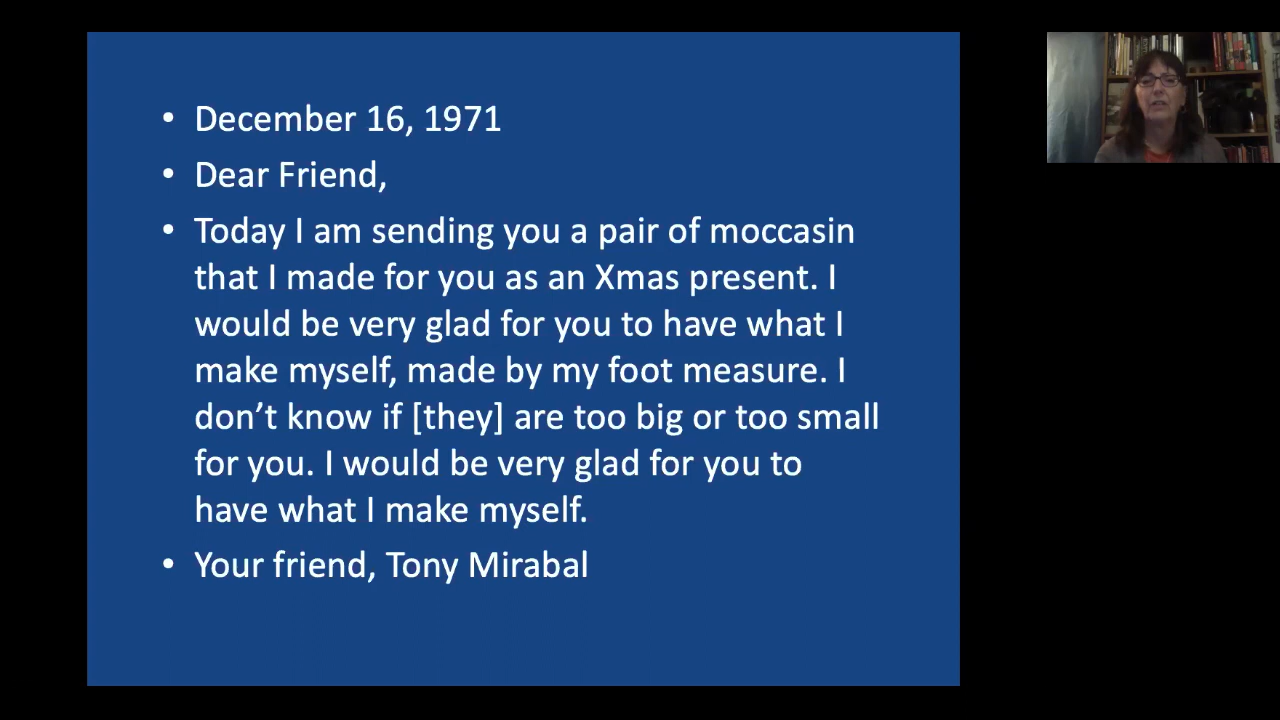 • December 16, 1971
• Dear Friend,
• Today I am sending you a pair of moccasin
that I made for you as an Xmas present. I
would be very glad for you to have what I
make myself, made by my foot measure. I
don’t know if [they] are too big or too small
for you. I would be very glad for you to
have what I make myself.
• Your friend, Tony Mirabal